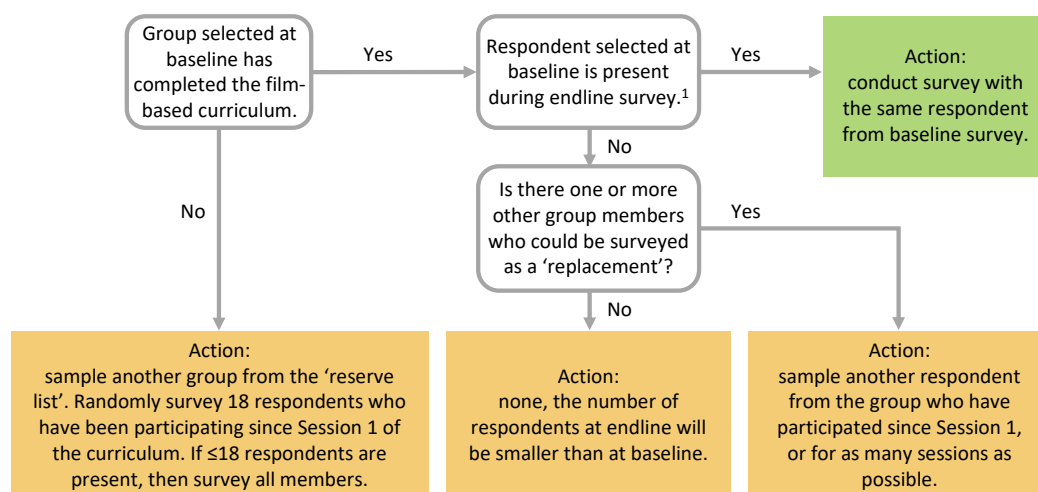 Group selected at
baseline has
completed the film-
based curriculum.
Yes
Respondent selected at
baseline is present
during endline survey.1
Yes
Action:
conduct survey with
the same respondent
from baseline survey.
No
No
Is there one or more
other group members
who could be surveyed
as a ‘replacement’?
Yes
No
Action:
sample another group from the ‘reserve
list’. Randomly survey 18 respondents who
have been participating since Session 1 of
the curriculum. If ≤18 respondents are
present, then survey all members.
Action:
none, the number of
respondents at endline will
be smaller than at baseline.
Action:
sample another respondent
from the group who have
participated since Session 1,
or for as many sessions as
possible.